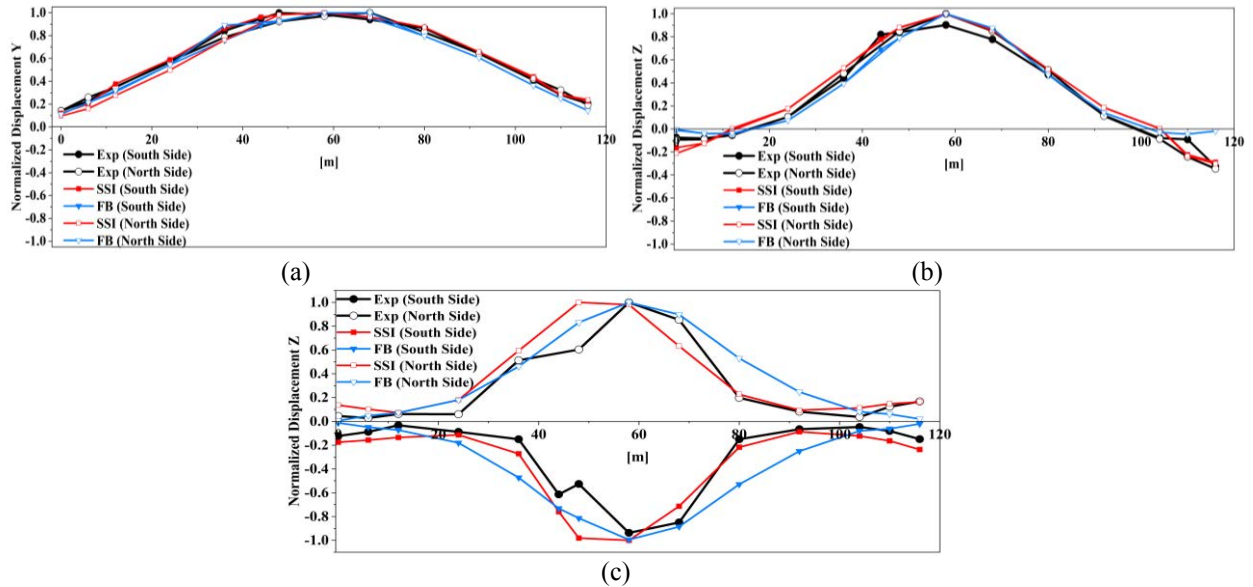 Normalized Displacement Y
1.0
0.8
0.6
0.4
0.2
0.0
-0.2
-0.4
-0.6
-0.8
-1.0
0 20 40 60 80 100 120
[m]
Exp (South Side)
Exp (North Side)
SSI (South Side)
FB (South Side)
SSI (North Side)
FB (North Side)
(a)
Normalized Displacement Z
1.0
0.8
0.6
0.4
0.2
0.0
-0.2
-0.4
-0.6
-0.8
-1.0
20 40 60 80 100 120
[m]
Exp (South Side)
Exp (North Side)
SSI (South Side)
FB (South Side)
SSI (North Side)
FB (North Side)
(b)
Normalized Displacement Z
1.0
0.8
0.6
0.4
0.2
0.0
-0.2
-0.4
-0.6
-0.8
-1.0
Exp (South Side)
Exp (North Side)
SSI (South Side)
FB (South Side)
SSI (North Side)
FB (North Side)
20 40 60 80 100 120
[m]
(c)